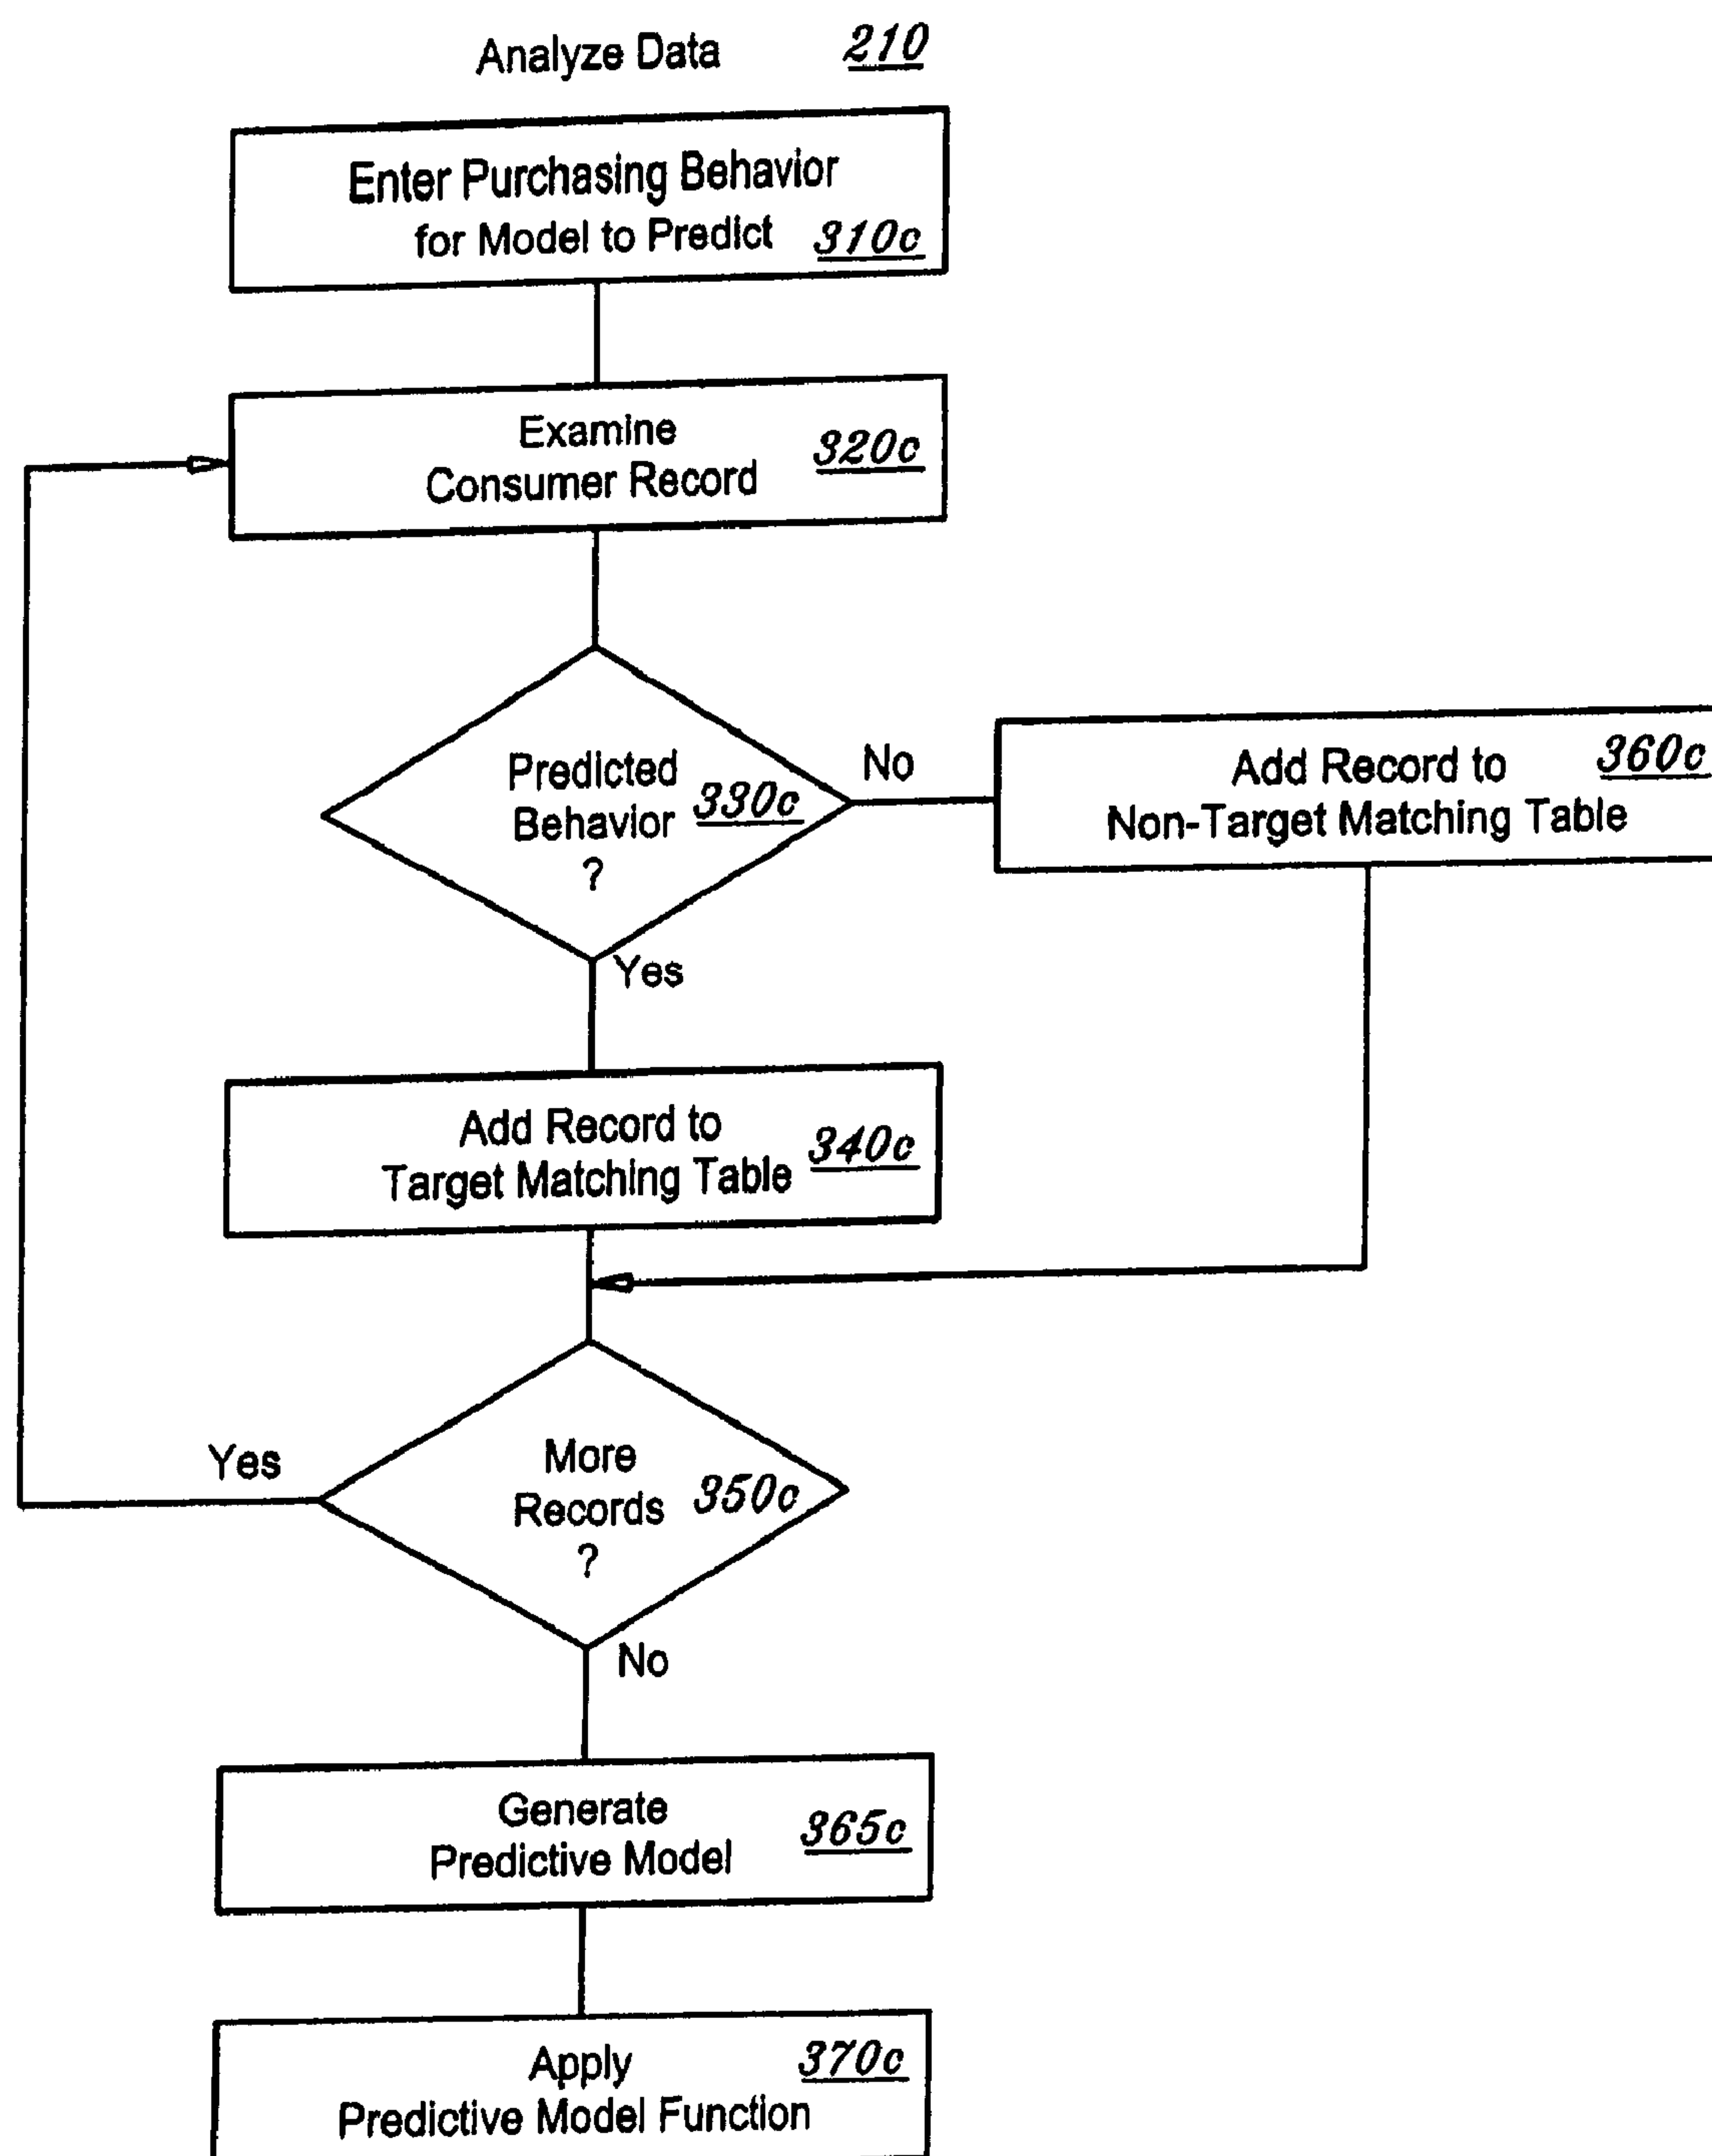 Analyze Data 210
Enter Purchasing Behavior
for Model to Predict 310c
Examine
Consumer Record 320c
Predicted
Behavior 330c
?
No
Add Record to 360c
Non-Target Matching Table
Yes
Add Record to
Target Matching Table 340c
Yes
More
Records 350c
?
No
Generate
Predictive Model 365c
Apply 370c
Predictive Model Function